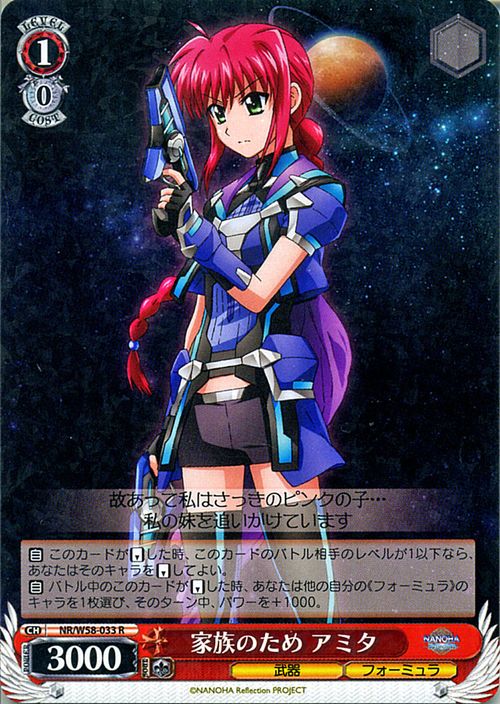 LEVEL
1
0
COST
故あって私はさっきのピンクの子…
私の妹を追いかけています
自 このカードが[▼]した時、このカードのバトル相手のレベルが1以下なら、
あなたはそのキャラを[▼]してよい。
自 バトル中のこのカードが[▼]した時、あなたは他の自分の《フォーミュラ》の
キャラを1枚選び、そのターン中、パワーを+1000。
CH NR/W58-033 R
家族のため アミタ
NANOHA
POWER
3000
SOUL
武器
フォーミュラ
©NANOHA Reflection PROJECT